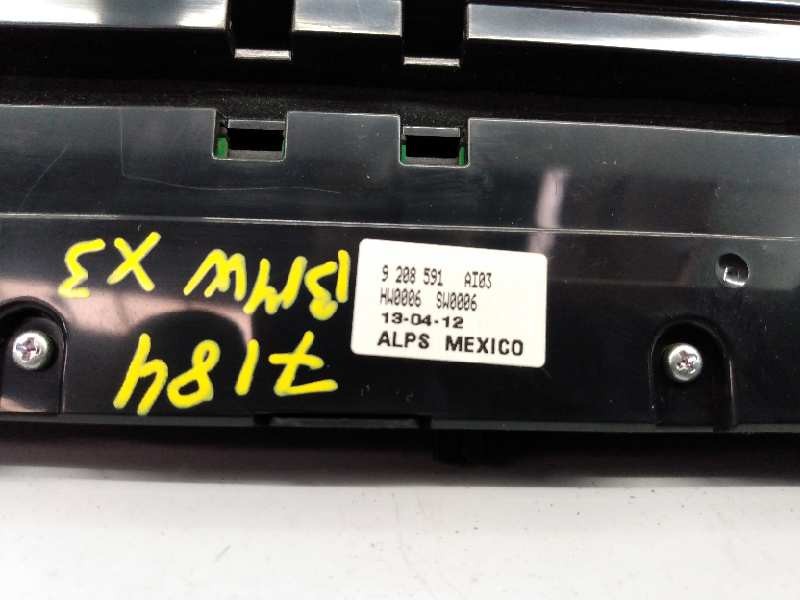 9 208 591 AI03
HW0006 SW0006
13-04-12
ALPS MEXICO
BMW X3
7184